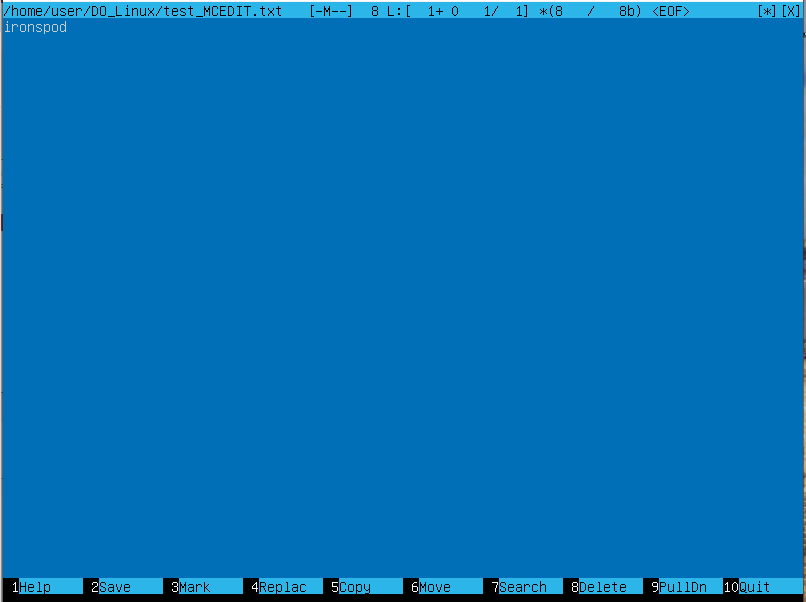 /home/user/DO_Linux/test_MCEDIT.txt   [-M--]  8 L:[  1+ 0   1/  1] *(8   /   8b) <EOF>        [*][X]
ironspod
1Help 2Save 3Mark 4Replac 5Copy 6Move 7Search 8Delete 9PullDn 10Quit